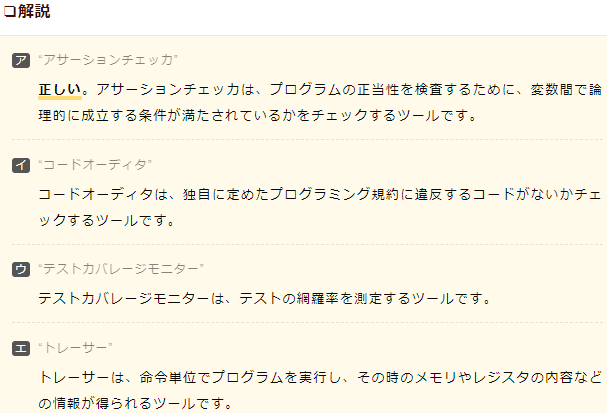 ❏解説
ア “アサーションチェッカ”
正しい。アサーションチェッカは、プログラムの正当性を検査するために、変数間で論
理的に成立する条件が満たされているかをチェックするツールです。
イ “コードオーディタ”
コードオーディタは、独自に定めたプログラミング規約に違反するコードがないかチェ
ックするツールです。
ウ “テストカバレージモニター”
テストカバレージモニターは、テストの網羅率を測定するツールです。
エ “トレーサー”
トレーサーは、命令単位でプログラムを実行し、その時のメモリやレジスタの内容など
の情報が得られるツールです。